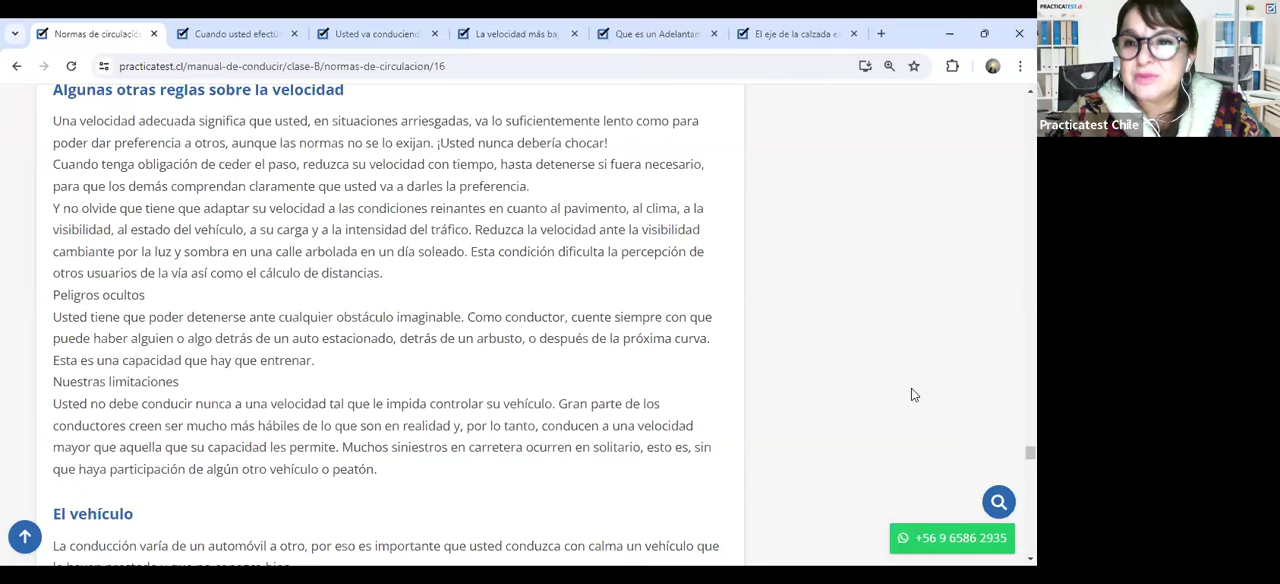 Normas de circulació
Cuando usted efectú
Usted va conduciend
La velocidad más ba
Que es un Adelantan
El eje de la calzada e
practicatest.cl/manual-de-conducir/clase-B/normas-de-circulacion/16
PRACTICATEST.cl
Practicatest Chile
Algunas otras reglas sobre la velocidad
Una velocidad adecuada significa que usted, en situaciones arriesgadas, va lo suficientemente lento como para
poder dar preferencia a otros, aunque las normas no se lo exijan. ¡Usted nunca debería chocar!
Cuando tenga obligación de ceder el paso, reduzca su velocidad con tiempo, hasta detenerse si fuera necesario,
para que los demás comprendan claramente que usted va a darles la preferencia.
Y no olvide que tiene que adaptar su velocidad a las condiciones reinantes en cuanto al pavimento, al clima, a la
visibilidad, al estado del vehículo, a su carga y a la intensidad del tráfico. Reduzca la velocidad ante la visibilidad
cambiante por la luz y sombra en una calle arbolada en un día soleado. Esta condición dificulta la percepción de
otros usuarios de la vía así como el cálculo de distancias.
Peligros ocultos
Usted tiene que poder detenerse ante cualquier obstáculo imaginable. Como conductor, cuente siempre con que
puede haber alguien o algo detrás de un auto estacionado, detrás de un arbusto, o después de la próxima curva.
Esta es una capacidad que hay que entrenar.
Nuestras limitaciones
Usted no debe conducir nunca a una velocidad tal que le impida controlar su vehículo. Gran parte de los
conductores creen ser mucho más hábiles de lo que son en realidad y, por lo tanto, conducen a una velocidad
mayor que aquella que su capacidad les permite. Muchos siniestros en carretera ocurren en solitario, esto es, sin
que haya participación de algún otro vehículo o peatón.
El vehículo
La conducción varía de un automóvil a otro, por eso es importante que usted conduzca con calma un vehículo que
+56 9 6586 2935